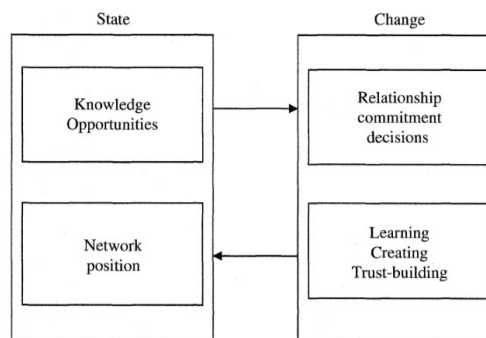 State
Knowledge
Opportunities
Network
position
Change
Relationship
commitment
decisions
Learning
Creating
Trust-building